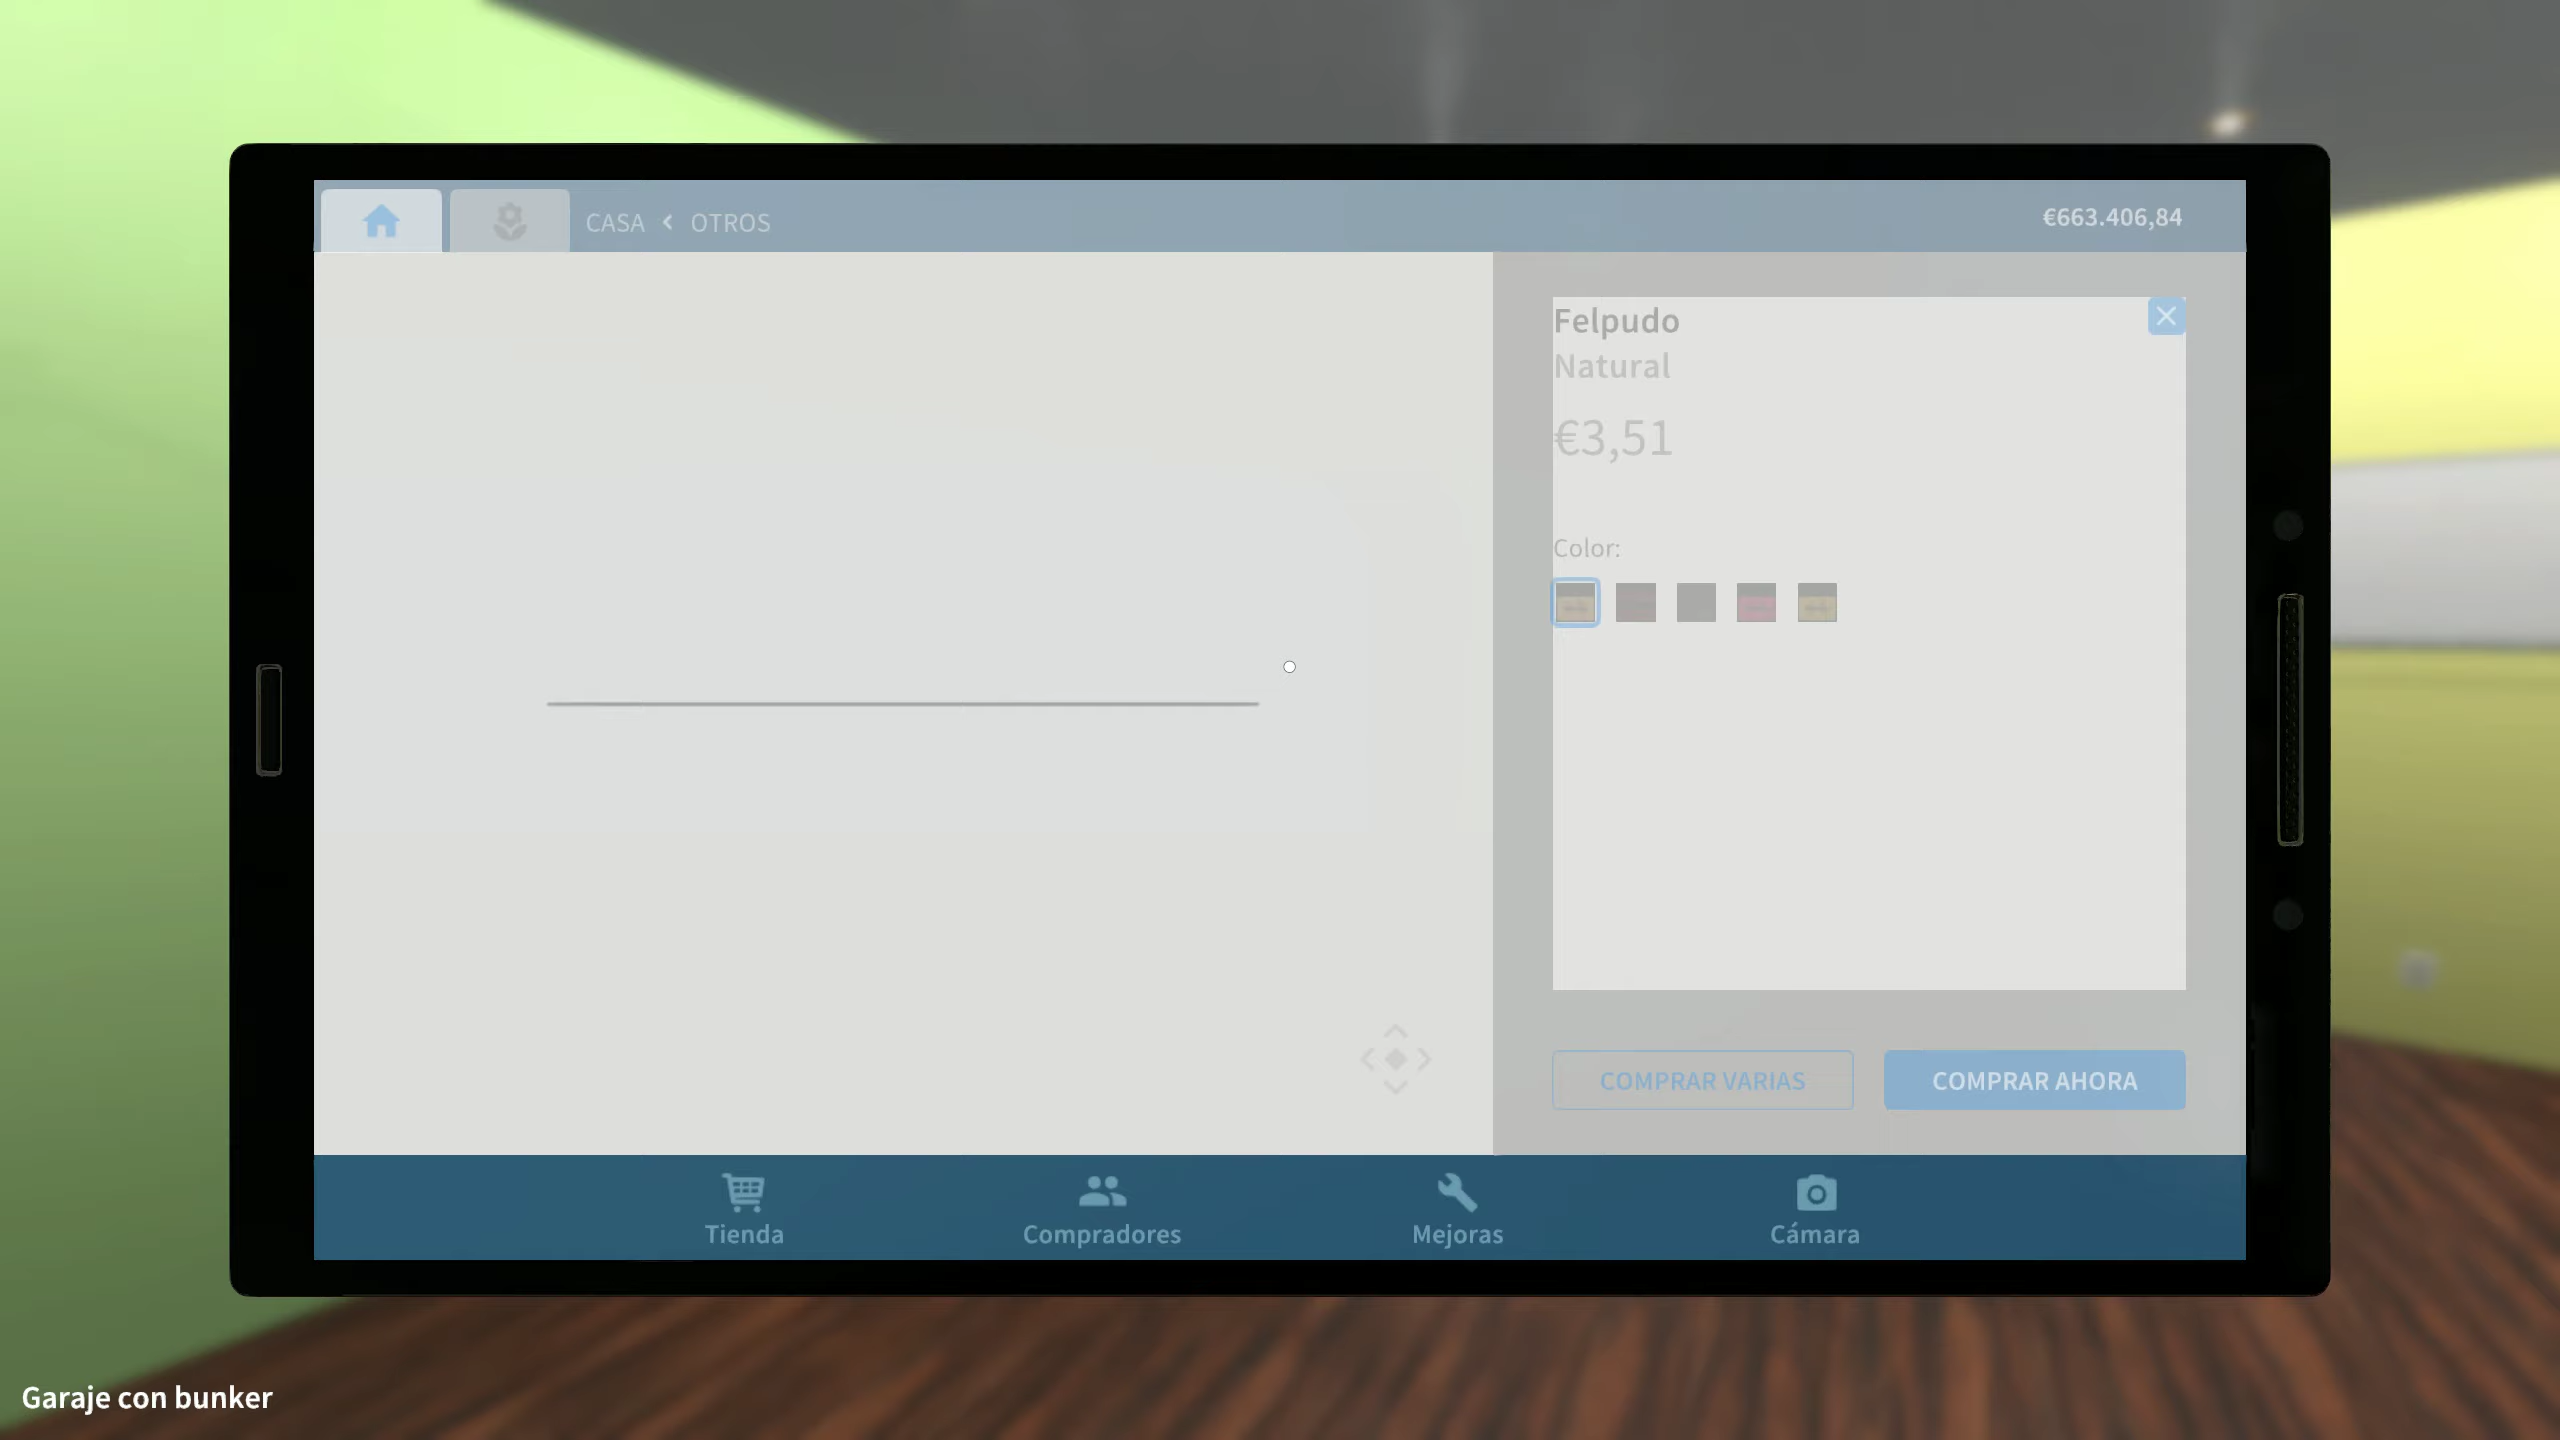 CASA < OTROS
€663.406,84
Felpudo
Natural
€3,51
Color:
COMPRAR VARIAS
COMPRAR AHORA
Tienda
Compradores
Mejoras
Cámara
Garaje con bunker